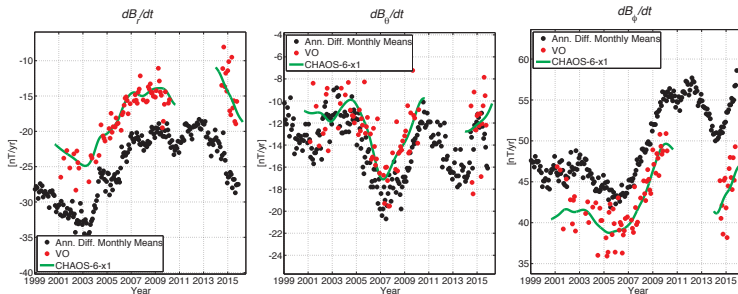 dB_r/dt
[nT/yr]
-10
-15
-20
-25
-30
-35
-40
Ann. Diff. Monthly Means
VO
CHAOS-6-x1
1999 2001 2003 2005 2007 2009 2011 2013 2015
Year
dB_θ/dt
[nT/yr]
-4
-6
-8
-10
-12
-14
-16
-18
-20
-22
-24
Ann. Diff. Monthly Means
VO
CHAOS-6-x1
1999 2001 2003 2005 2007 2009 2011 2013 2015
Year
dB_ϕ/dt
[nT/yr]
60
55
50
45
40
35
Ann. Diff. Monthly Means
VO
CHAOS-6-x1
1999 2001 2003 2005 2007 2009 2011 2013 2015
Year